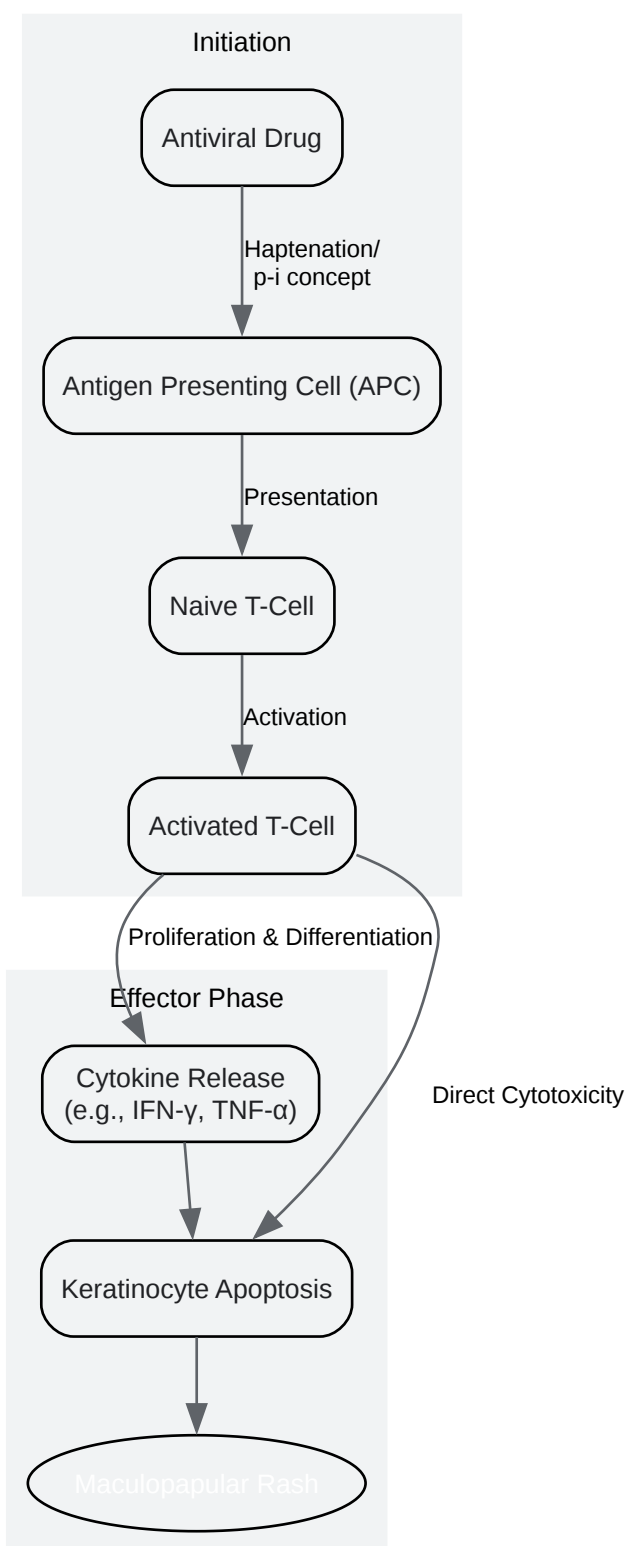 Initiation
Antiviral Drug
Haptenation/
p-i concept
Antigen Presenting Cell (APC)
Presentation
Naive T-Cell
Activation
Activated T-Cell
Proliferation & Differentiation
Effector Phase
Cytokine Release
(e.g., IFN-γ, TNF-α)
Direct Cytotoxicity
Keratinocyte Apoptosis
Maculopapular Rash